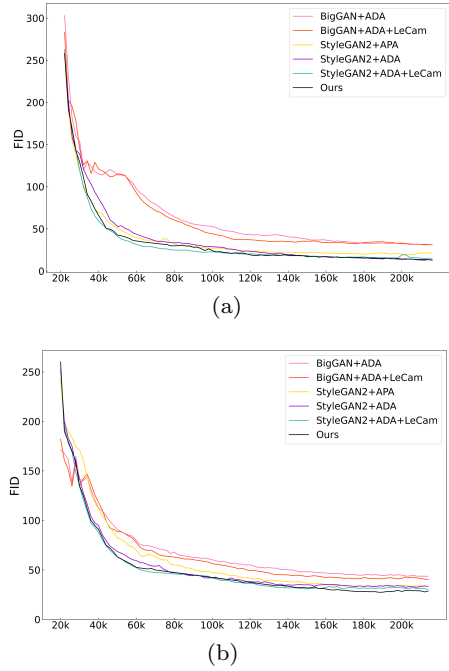 BigGAN+ADA
BigGAN+ADA+LeCam
StyleGAN2+APA
StyleGAN2+ADA
StyleGAN2+ADA+LeCam
Ours
FID
300
250
200
150
100
50
0
20k 40k 60k 80k 100k 120k 140k 160k 180k 200k
(a)
BigGAN+ADA
BigGAN+ADA+LeCam
StyleGAN2+APA
StyleGAN2+ADA
StyleGAN2+ADA+LeCam
Ours
FID
250
200
150
100
50
0
20k 40k 60k 80k 100k 120k 140k 160k 180k 200k
(b)